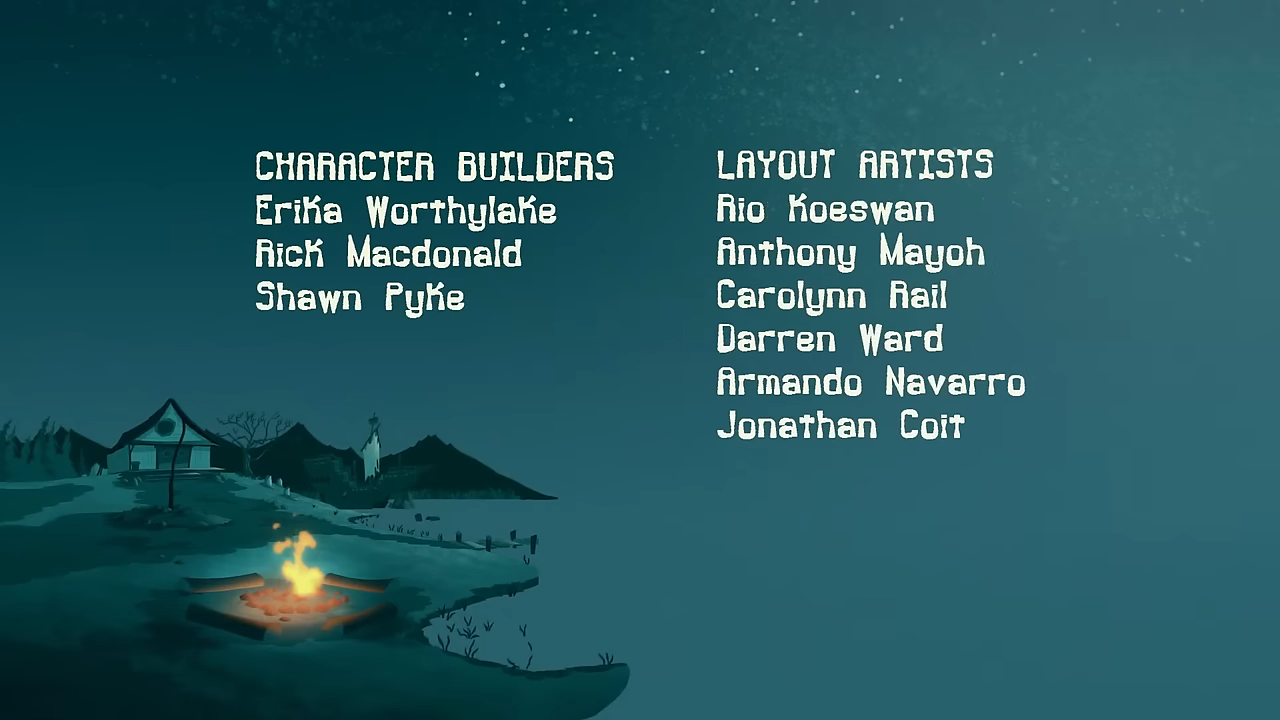 CHARACTER BUILDERS
Erika Worthylake
Rick Macdonald
Shawn Pyke
LAYOUT ARTISTS
Rio Koeswan
Anthony Mayoh
Carolynn Rail
Darren Ward
Armando Navarro
Jonathan Coit